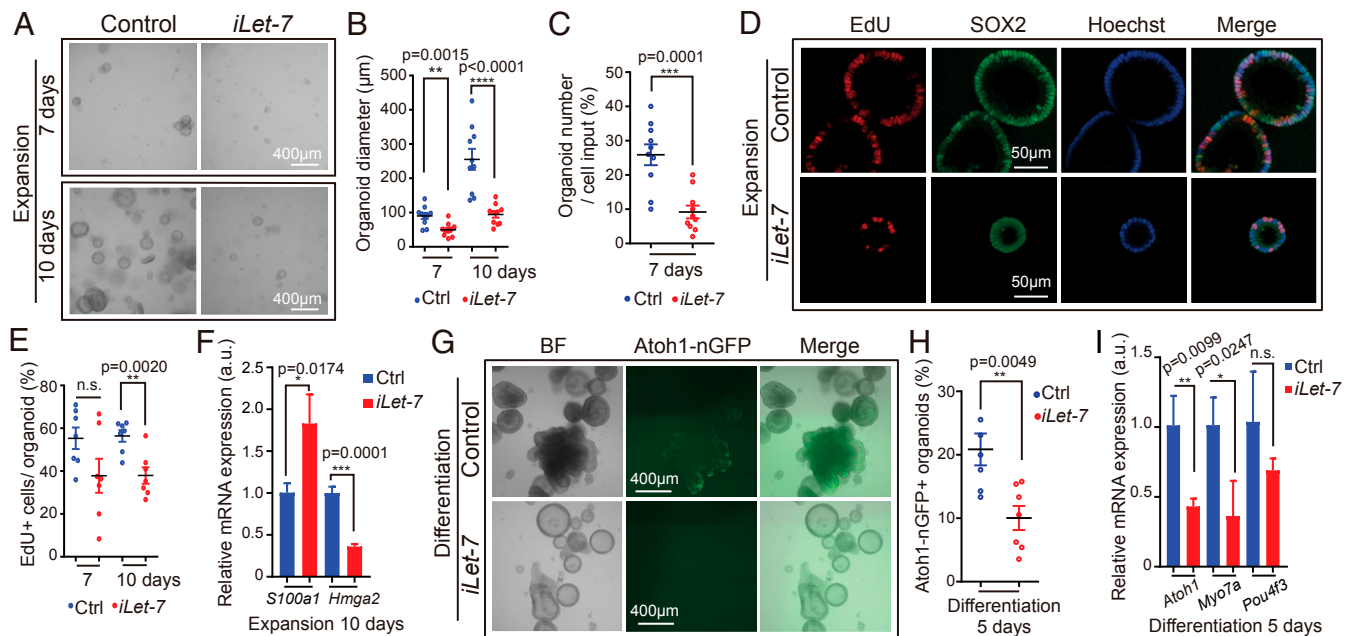 A
Control
iLet-7
Expansion
7 days
400µm
10 days
400µm
B
p=0.0015
p<0.0001
**
****
Organoid diameter (µm)
500
400
300
200
100
0
7
10 days
Ctrl
iLet-7
C
p=0.0001
***
Organoid number
/ cell input (%)
50
40
30
20
10
0
7 days
Ctrl
iLet-7
D
EdU
SOX2
Hoechst
Merge
Expansion
Control
50µm
50µm
iLet-7
50µm
50µm
E
p=0.0020
n.s.
**
EdU+ cells/ organoid (%)
80
60
40
20
0
7
10 days
Ctrl
iLet-7
F
Ctrl
iLet-7
p=0.0174
*
p=0.0001
***
Relative mRNA expression (a.u.)
2.5
2.0
1.5
1.0
0.5
0
S100a1
Hmga2
Expansion 10 days
G
BF
Atoh1-nGFP
Merge
Differentiation
Control
400µm
iLet-7
400µm
H
p=0.0049
**
Ctrl
iLet-7
Atoh1-nGFP+ organoids (%)
40
30
20
10
0
Differentiation
5 days
I
p=0.0099
p=0.0247
n.s.
**
*
Ctrl
iLet-7
Relative mRNA expression (a.u.)
1.5
1.0
0.5
0.0
Atoh1
Myo7a
Pou4f3
Differentiation 5 days